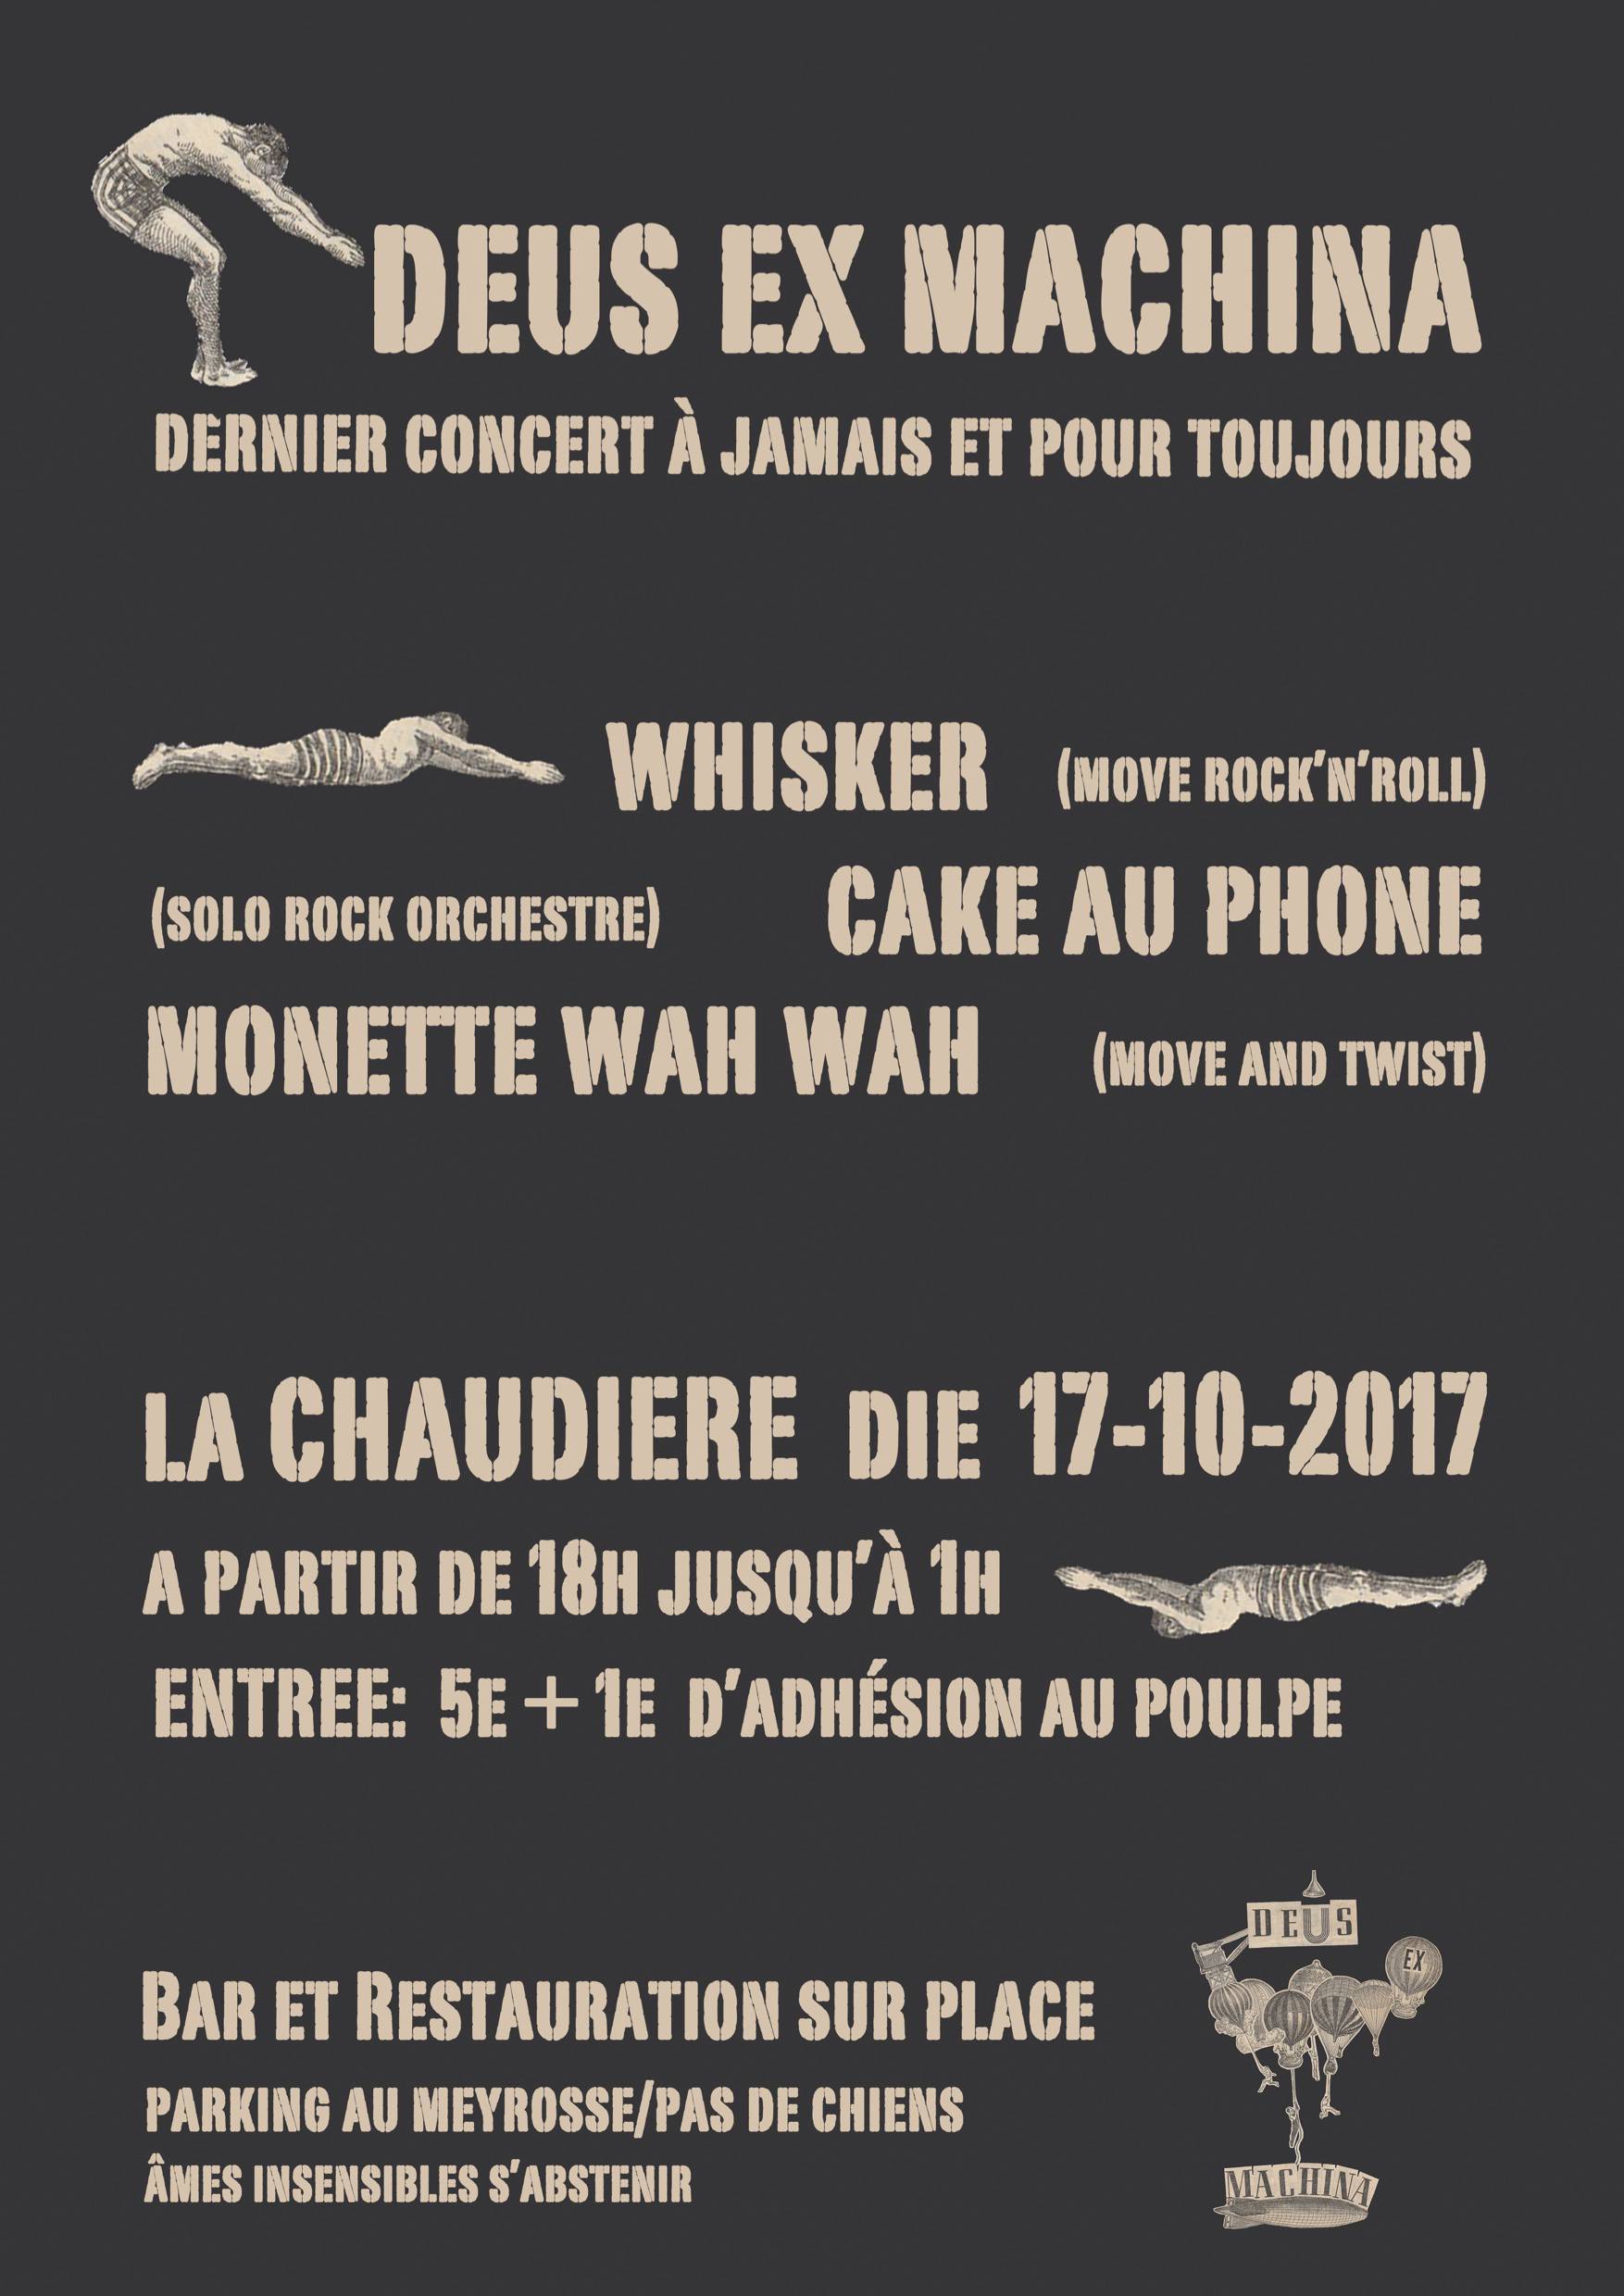 DEUS EX MACHINA
DERNIER CONCERT À JAMAIS ET POUR TOUJOURS
WHISKER (MOVE ROCK'N'ROLL)
(SOLO ROCK ORCHESTRE) CAKE AU PHONE
MONETTE WAH WAH (MOVE AND TWIST)
LA CHAUDIERE DIE 17-10-2017
A PARTIR DE 18H JUSQU'À 1H
ENTREE: 5E + 1E D'ADHÉSION AU POULPE
DEUS
EX
BAR ET RESTAURATION SUR PLACE
PARKING AU MEYROSSE/PAS DE CHIENS
ÂMES INSENSIBLES S'ABSTENIR
MACHINA